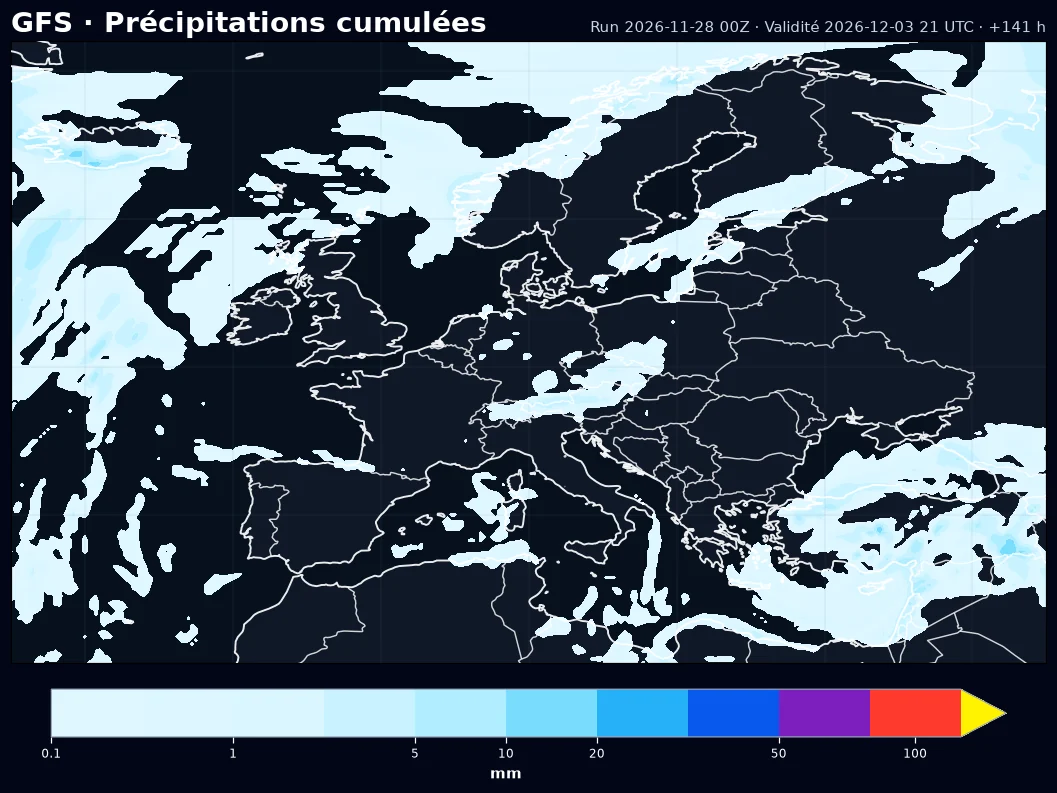 GFS · Précipitations cumulées
Run 2026-11-28 00Z · Validité 2026-12-03 21 UTC · +141 h
0.1 1 5 10 20 50 100
mm